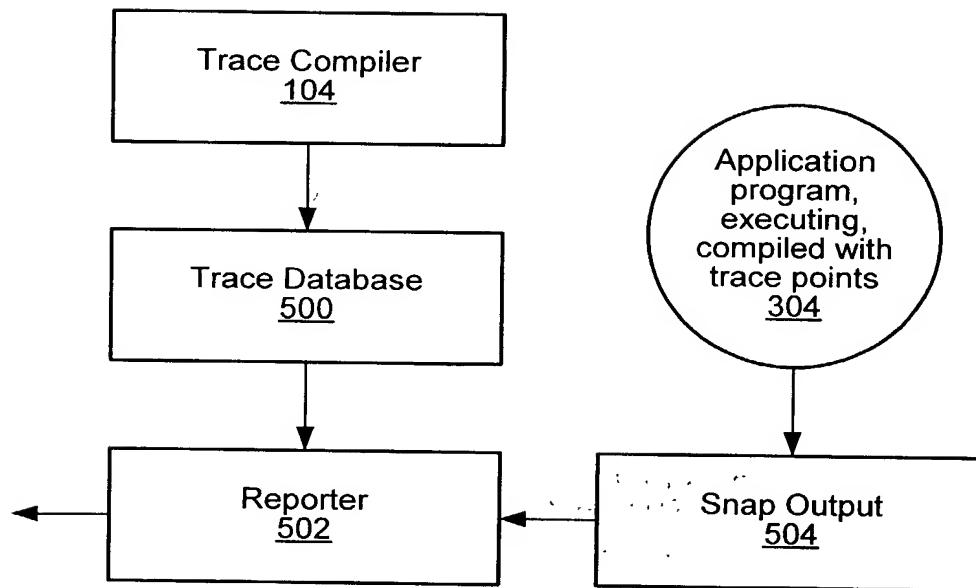 Trace Compiler
104
Application
program,
executing,
compiled with
trace points
304
Trace Database
500
Reporter
502
Snap Output
504